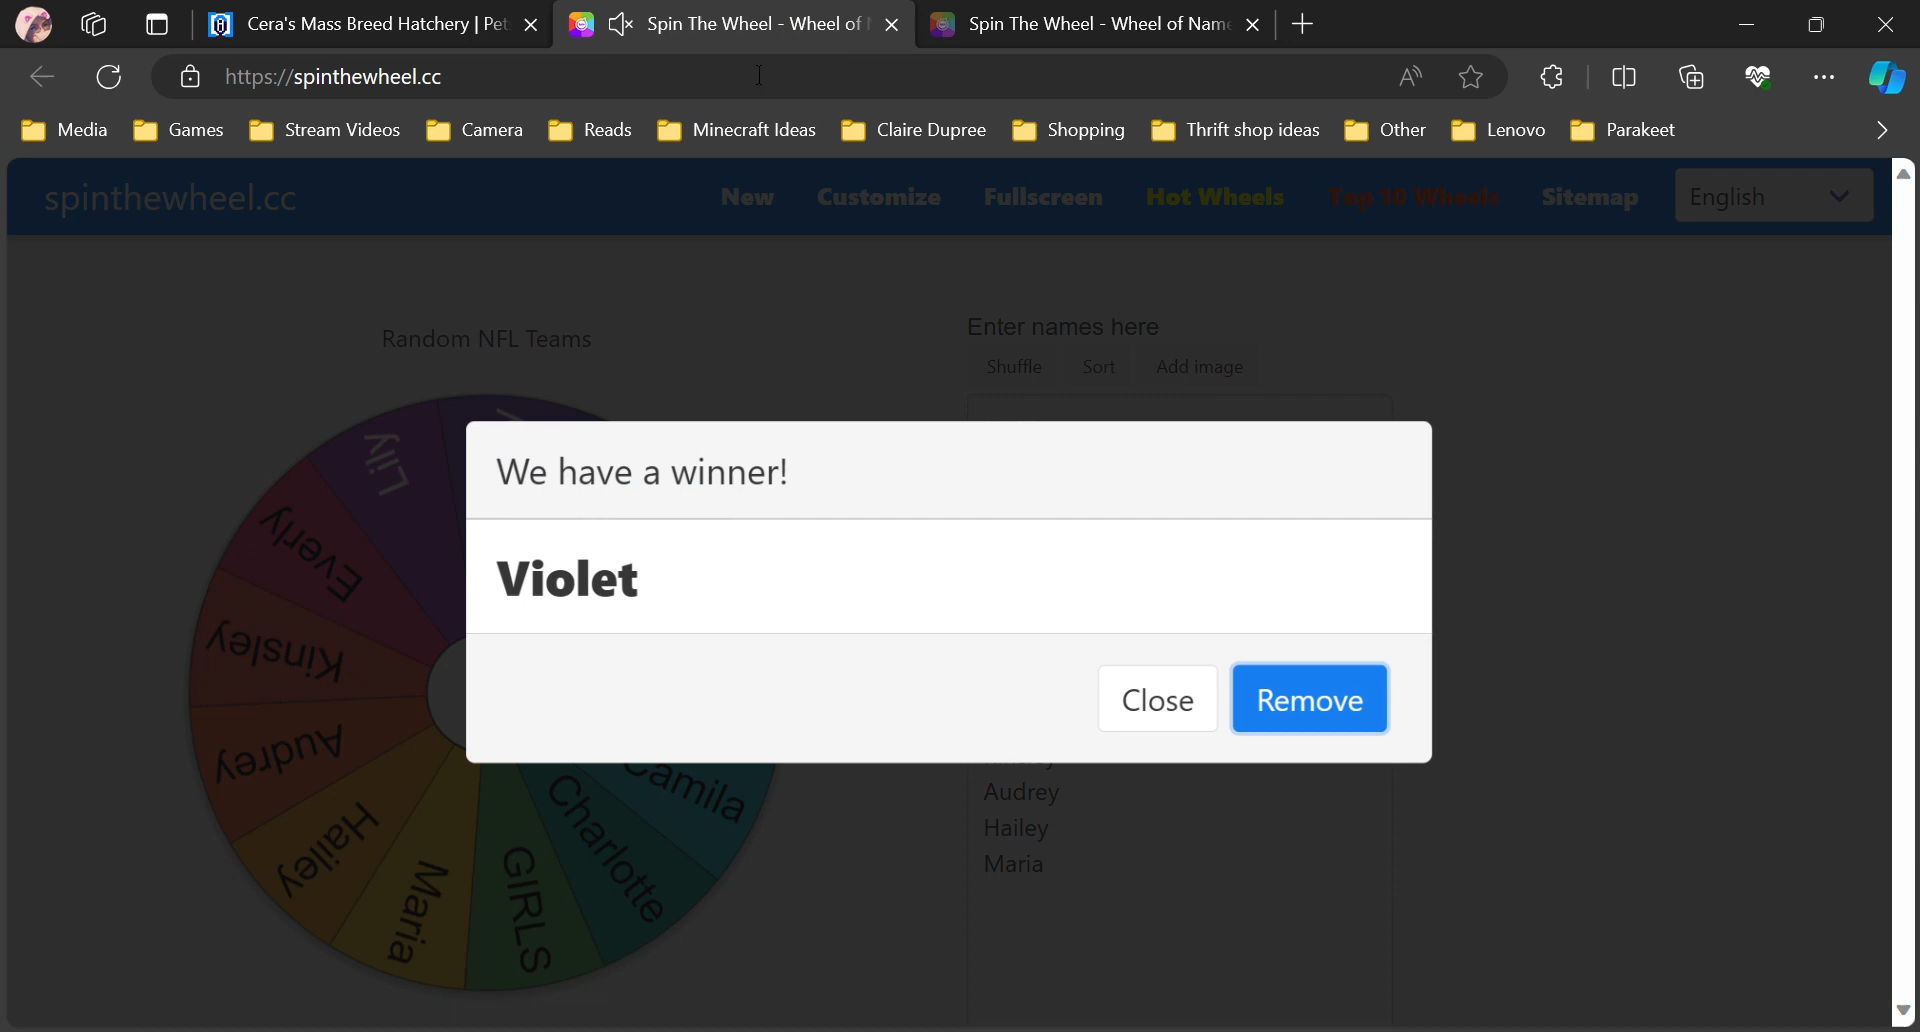 Cera's Mass Breed Hatchery | Pet
Spin The Wheel - Wheel of
Spin The Wheel - Wheel of Name
https://spinthewheel.cc
Media
Games
Stream Videos
Camera
Reads
Minecraft Ideas
Claire Dupree
Shopping
Thrift shop ideas
Other
Lenovo
Parakeet
spinthewheel.cc
New
Customize
Fullscreen
Hot Wheels
Top 10 Wheels
Sitemap
English
Random NFL Teams
Enter names here
Shuffle
Sort
Add image
Lily
Everly
Kinsley
Audrey
Hailey
Maria
GIRLS
Charlotte
Camila
We have a winner!
Violet
Close
Remove
Audrey
Hailey
Maria